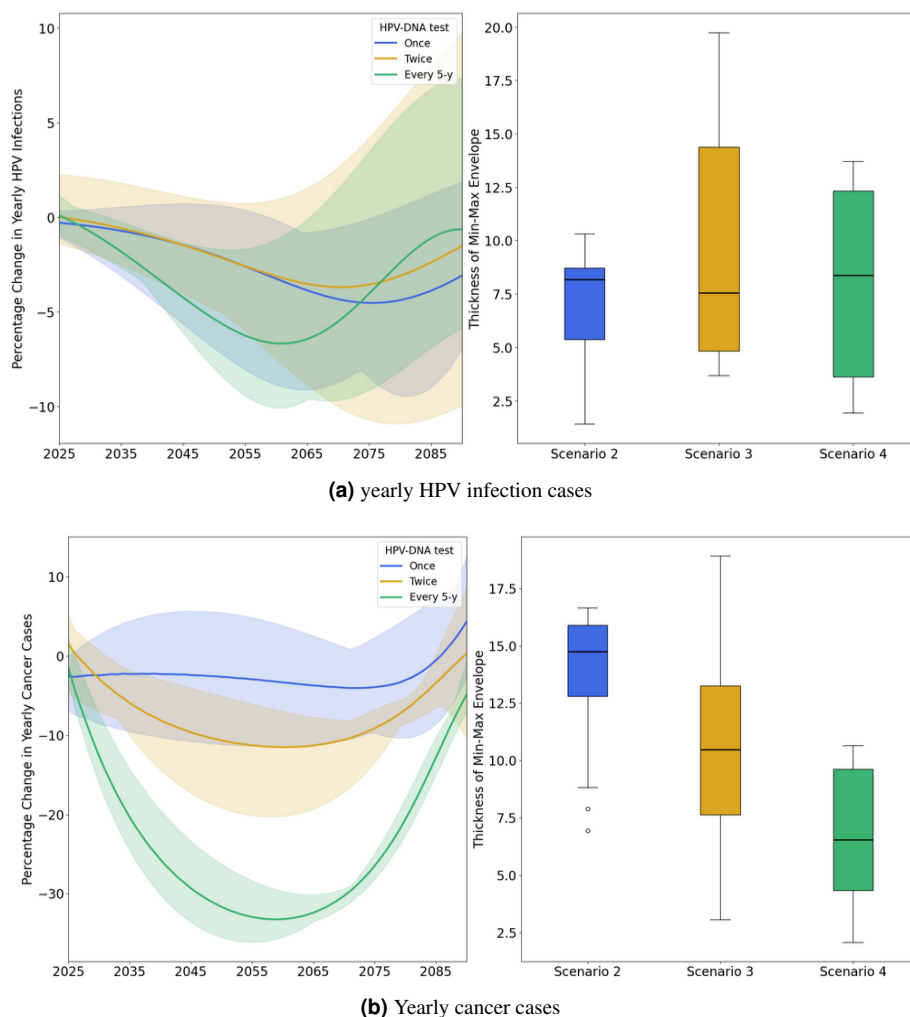 HPV-DNA test
Once
Twice
Every 5-y
Percentage Change in Yearly HPV Infections
10
5
0
−5
−10
2025 2035 2045 2055 2065 2075 2085
Thickness of Min-Max Envelope
20.0
17.5
15.0
12.5
10.0
7.5
5.0
2.5
Scenario 2 Scenario 3 Scenario 4
(a) yearly HPV infection cases
HPV-DNA test
Once
Twice
Every 5-y
Percentage Change in Yearly Cancer Cases
10
0
−10
−20
−30
2025 2035 2045 2055 2065 2075 2085
Thickness of Min-Max Envelope
17.5
15.0
12.5
10.0
7.5
5.0
2.5
Scenario 2 Scenario 3 Scenario 4
(b) Yearly cancer cases